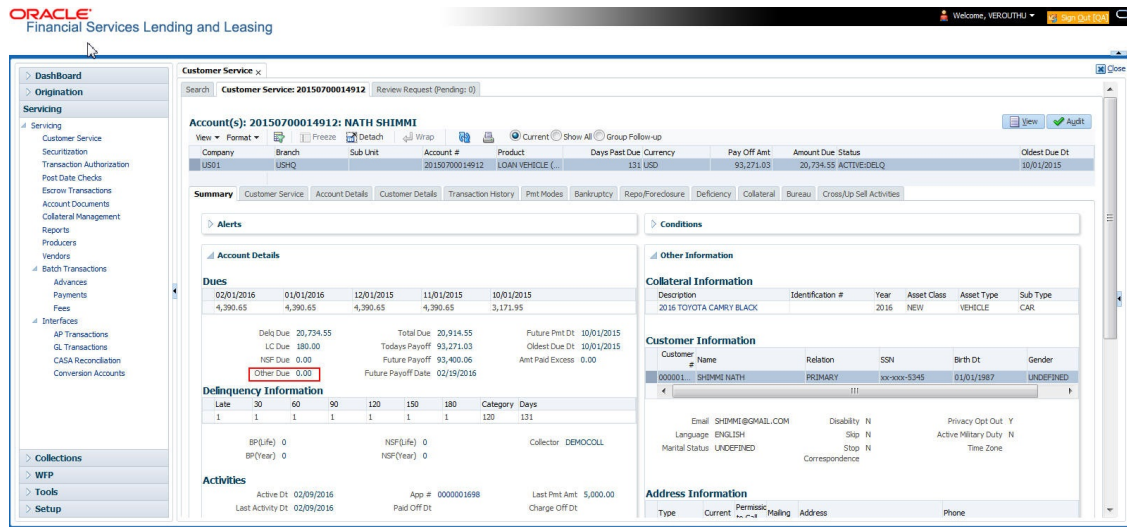 ORACLE
Financial Services Lending and Leasing
Welcome, VEROUTHU
Sign Out [QA]
Close
DashBoard
Origination
Servicing
Servicing
Customer Service
Securitization
Transaction Authorization
Post Date Checks
Escrow Transactions
Account Documents
Collateral Management
Reports
Producers
Vendors
Batch Transactions
Advances
Payments
Fees
Interfaces
AP Transactions
GL Transactions
CASA Reconciliation
Conversion Accounts
Collections
WFP
Tools
Setup
Customer Service x
Search Customer Service: 20150700014912 Review Request (Pending: 0)
Account(s): 20150700014912: NATH SHIMMI
View Audit
View Format Freeze Detach Wrap Current Show All Group Follow-up
Company Branch Sub Unit Account # Product Days Past Due Currency Pay Off Amt Amount Due Status Oldest Due Dt
US01 USHQ 20150700014912 LOAN VEHICLE (... 131 USD 93,271.03 20,734.55 ACTIVE:DELQ 10/01/2015
Summary Customer Service Account Details Customer Details Transaction History Pmt Modes Bankruptcy Repo/Foreclosure Deficiency Collateral Bureau Cross/Up Sell Activities
Alerts
Account Details
Dues
02/01/2016 01/01/2016 12/01/2015 11/01/2015 10/01/2015
4,390.65 4,390.65 4,390.65 4,390.65 3,171.95
Delq Due 20,734.55 Total Due 20,914.55 Future Pmt Dt 10/01/2015
LC Due 180.00 Todays Payoff 93,271.03 Oldest Due Dt 10/01/2015
NSF Due 0.00 Future Payoff 93,400.06 Amt Paid Excess 0.00
Other Due 0.00 Future Payoff Date 02/19/2016
Delinquency Information
Late 30 60 90 120 150 180 Category Days
1 1 1 1 1 1 1 120 131
BP(Life) 0 NSF(Life) 0 Collector DEMOCOLL
BP(Year) 0 NSF(Year) 0
Activities
Active Dt 02/09/2016 App # 0000001698 Last Pmt Amt 5,000.00
Last Activity Dt 02/09/2016 Paid Off Dt Charge Off Dt
Conditions
Other Information
Collateral Information
Description Identification # Year Asset Class Asset Type Sub Type
2016 TOYOTA CAMRY BLACK 2016 NEW VEHICLE CAR
Customer Information
Customer # Name Relation SSN Birth Dt Gender
000001... SHIMMI NATH PRIMARY xx-xxx-5345 01/01/1987 UNDEFINED
Email SHIMMI@GMAIL.COM Disability N Privacy Opt Out Y
Language ENGLISH Skip N Active Military Duty N
Marital Status UNDEFINED Stop Correspondence N Time Zone
Address Information
Type Current Permission to Call Mailing Address Phone